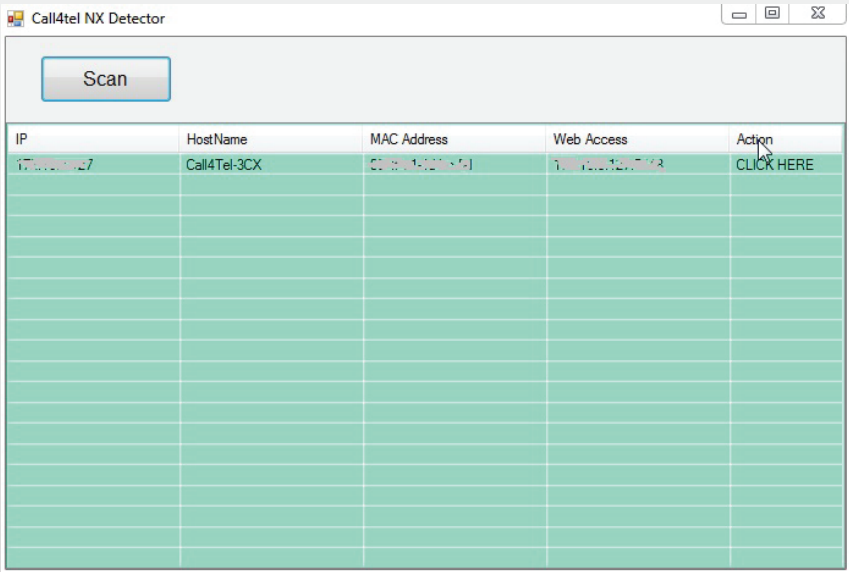 Call4tel NX Detector
Scan
IP HostName MAC Address Web Access Action
Call4Tel-3CX CLICK HERE